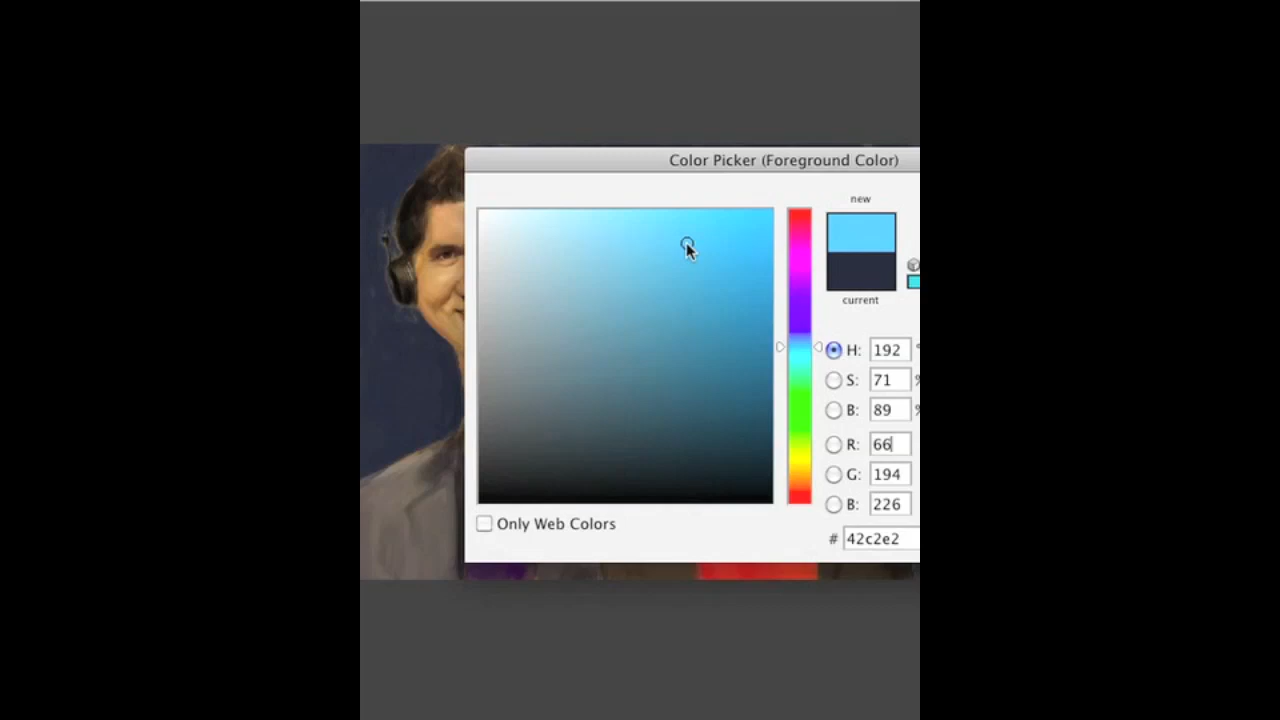 Color Picker (Foreground Color)
new
current
H: 192 °
S: 71 %
B: 89 %
R: 66
G: 194
B: 226
# 42c2e2
Only Web Colors